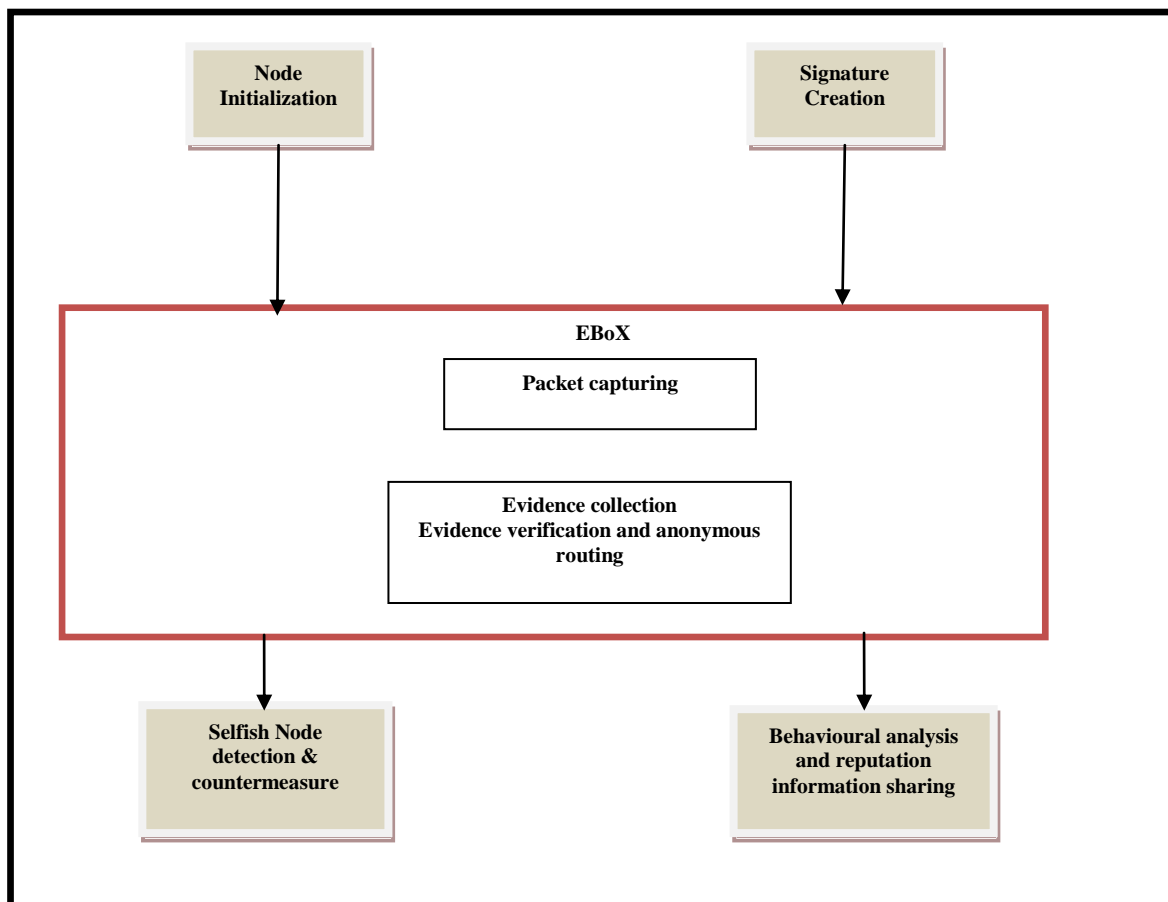 Node
Initialization
Signature
Creation
EBoX
Packet capturing
Evidence collection
Evidence verification and anonymous
routing
Selfish Node
detection &
countermeasure
Behavioural analysis
and reputation
information sharing